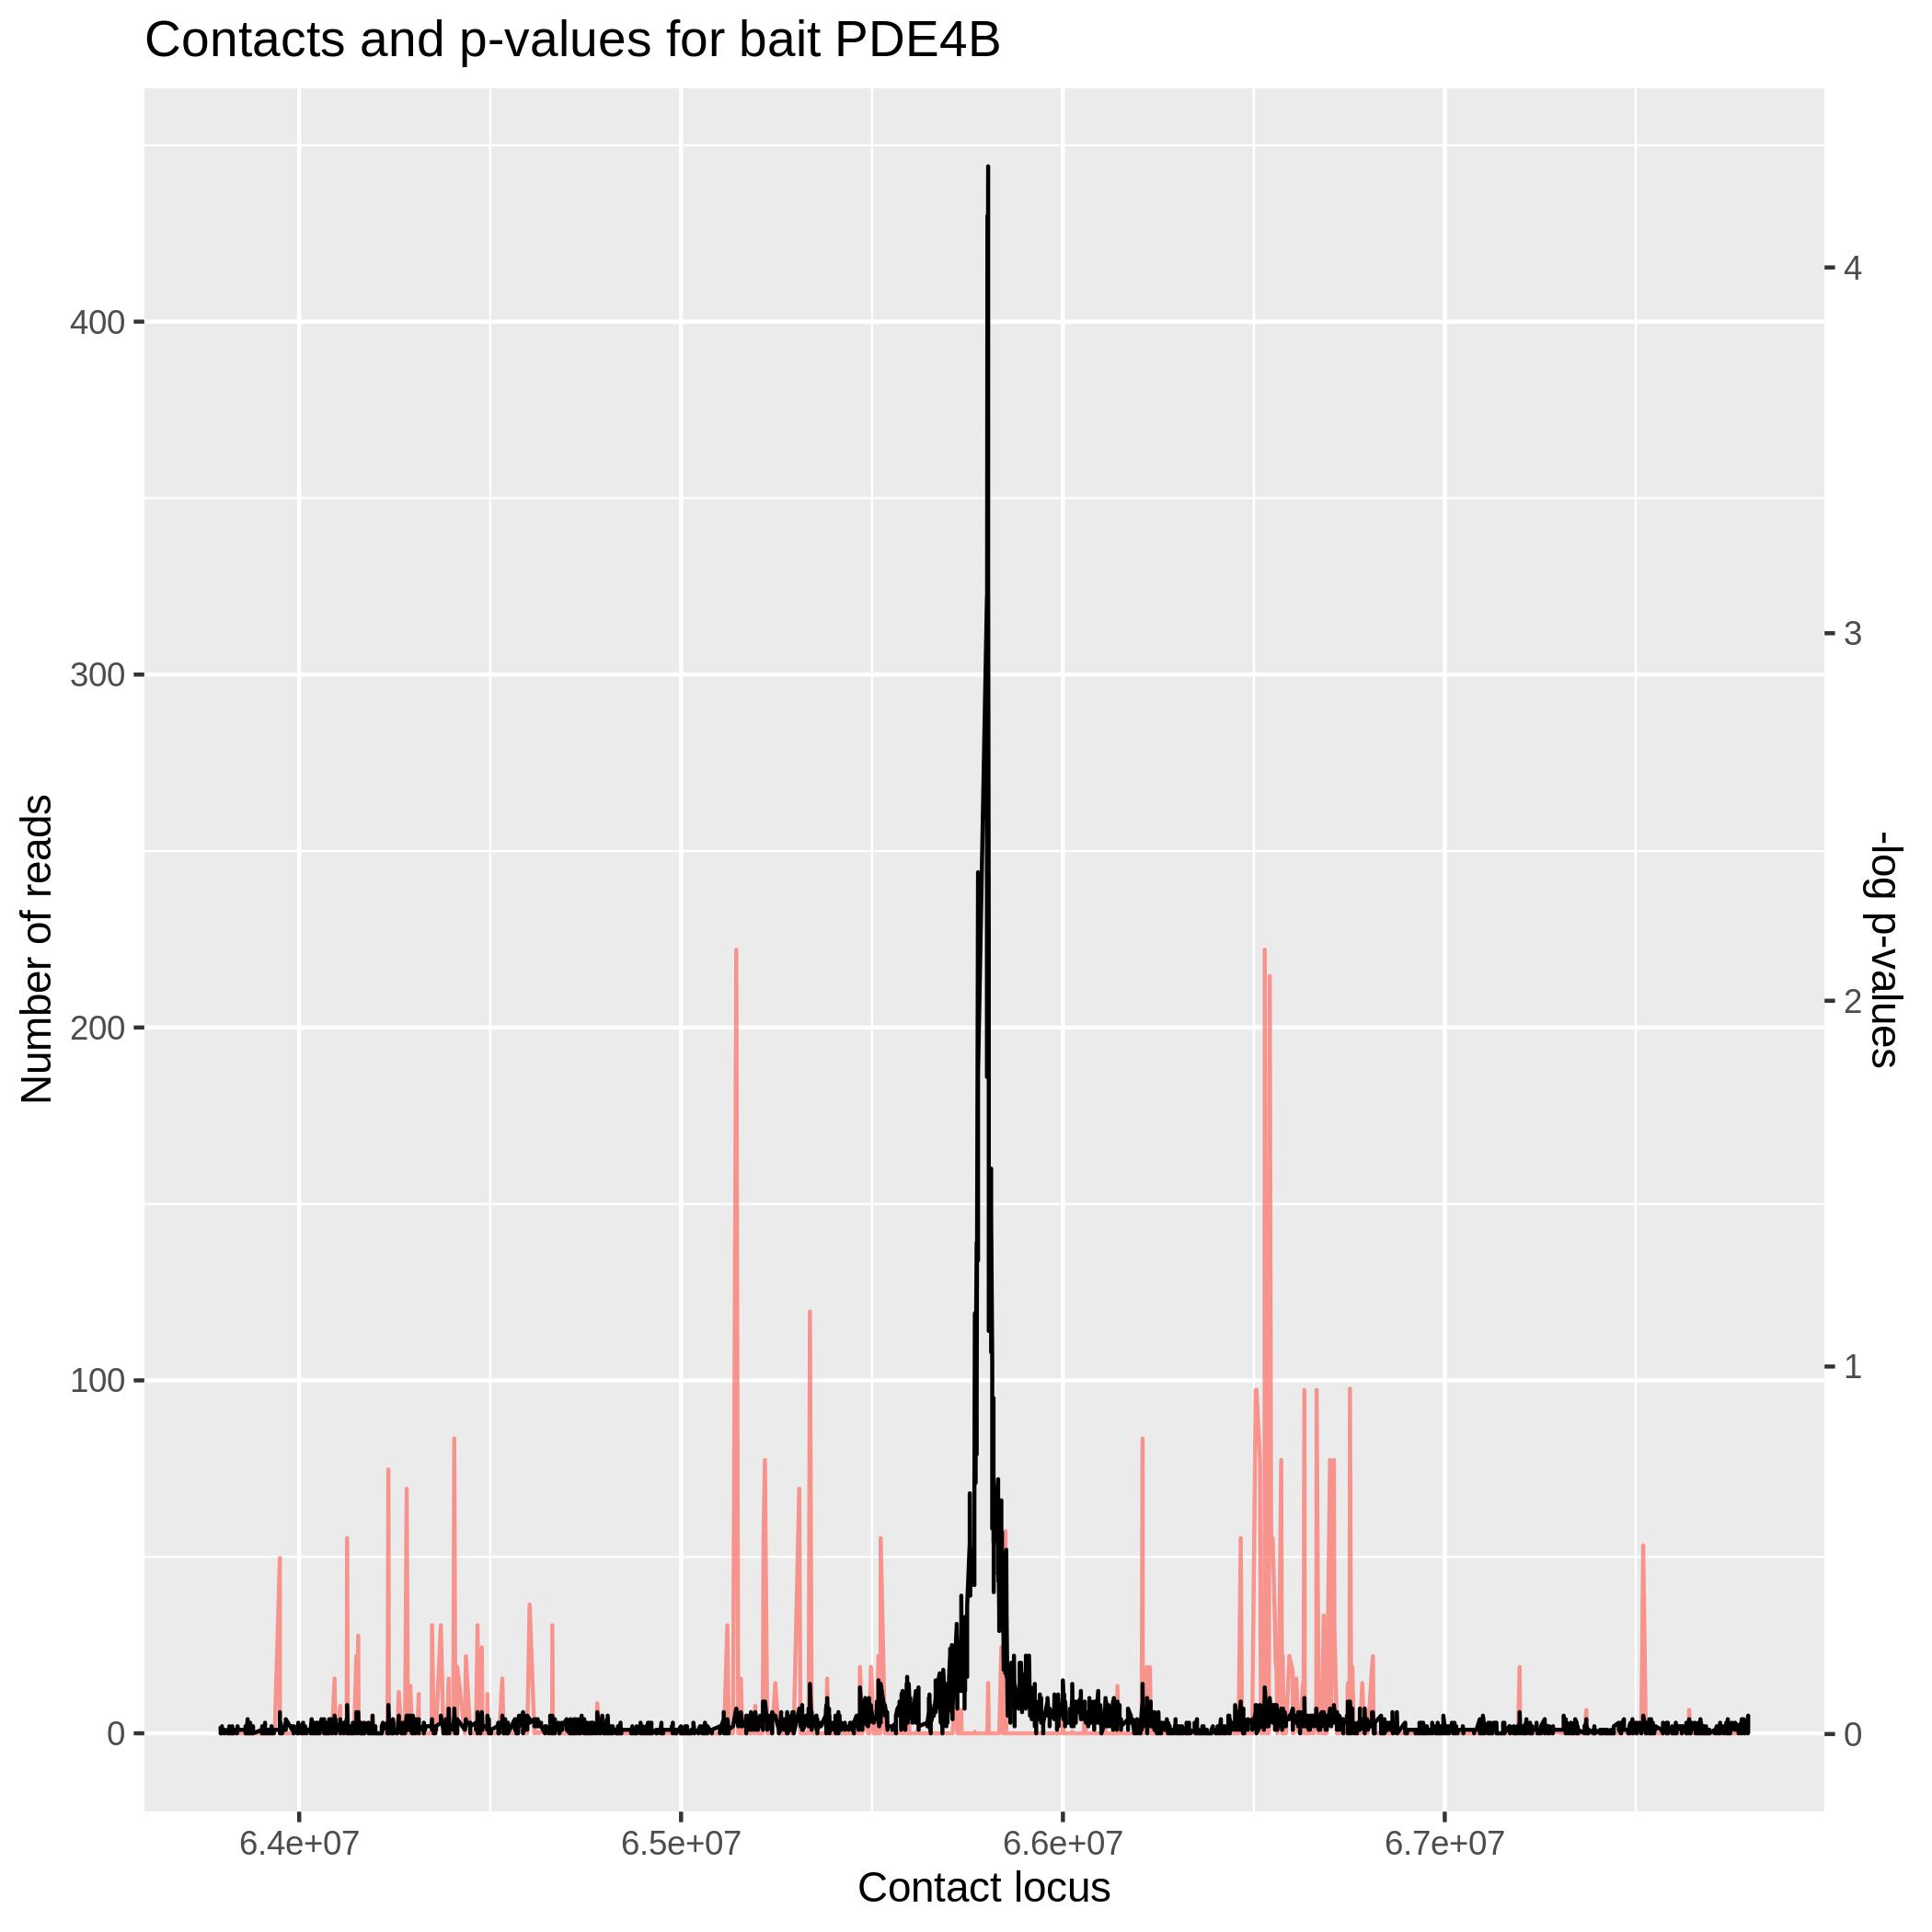 Contacts and p-values for bait PDE4B
Number of reads
400
300
200
100
0
4
3
2
1
0
-log p-values
6.4e+07 6.5e+07 6.6e+07 6.7e+07
Contact locus